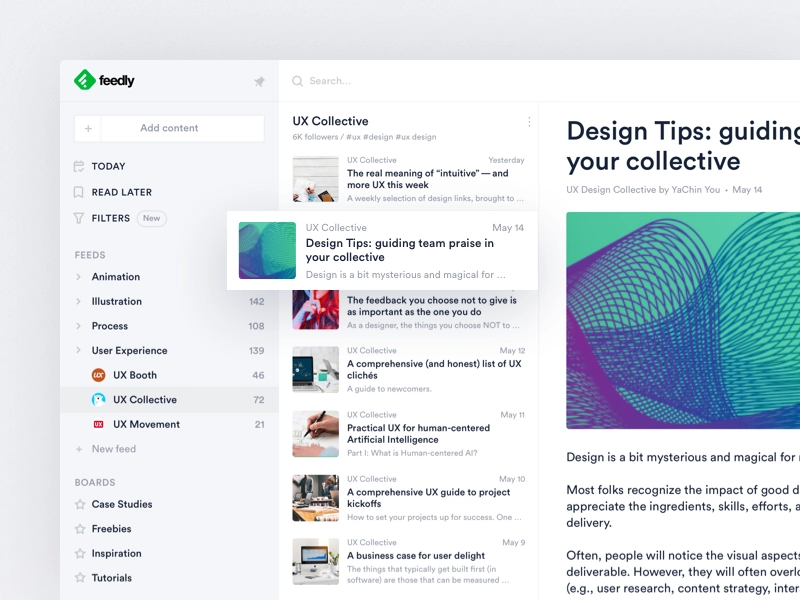 feedly
Search...
Add content
TODAY
READ LATER
FILTERS New
FEEDS
Animation
Illustration 142
Process 108
User Experience 139
UX UX Booth 46
UX Collective 72
UX UX Movement 21
New feed
BOARDS
Case Studies
Freebies
Inspiration
Tutorials
UX Collective
6K followers / #ux #design #ux design
UX Collective Yesterday
The real meaning of “intuitive” — and
more UX this week
A weekly selection of design links, brought to ...
UX Collective May 14
Design Tips: guiding team praise in
your collective
Design is a bit mysterious and magical for ...
The feedback you choose not to give is
as important as the one you do
As a designer, the things you choose NOT to ...
UX Collective May 12
A comprehensive (and honest) list of UX
clichés
A guide to newcomers.
UX Collective May 11
Practical UX for human-centered
Artificial Intelligence
Part I: What is Human-centered AI?
UX Collective May 10
A comprehensive UX guide to project
kickoffs
How to set your projects up for success. One ...
UX Collective May 9
A business case for user delight
The things that typically get built first (in
software) are those that can be measured ...
Design Tips: guiding
your collective
UX Design Collective by YaChin You • May 14
Design is a bit mysterious and magical for
Most folks recognize the impact of good d
appreciate the ingredients, skills, efforts, a
delivery.
Often, people will notice the visual aspects
deliverable. However, they will often overlo
(e.g., user research, content strategy, inter